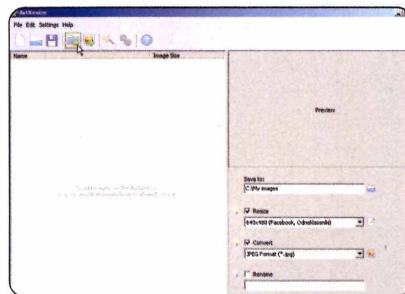 File Edit Settings Help
Name Image Size
Preview
Save to:
C:\My Images
Resize
640x480 (Facebook, Odnoklassniki)
Convert
JPEG Format (*.jpg)
Rename